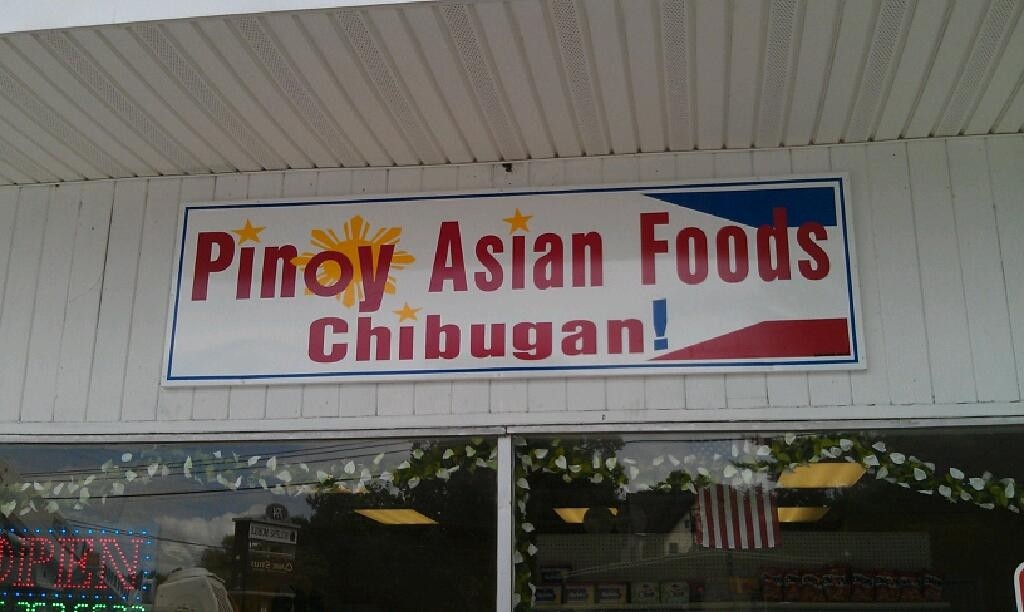 Pinoy Asian Foods
Chibugan!
OPEN